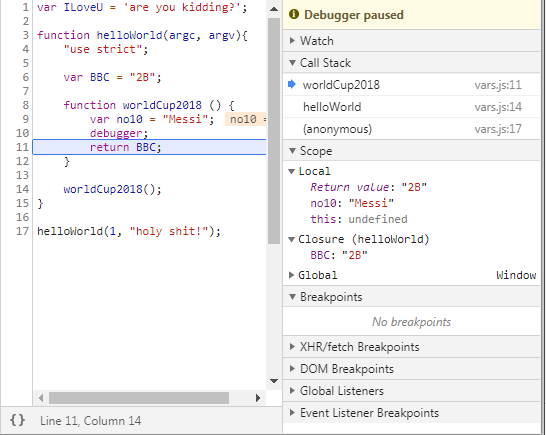 1 var ILoveU = 'are you kidding?';
2
3 function helloWorld(argc, argv){
4 "use strict";
5
6 var BBC = "2B";
7
8 function worldCup2018 () {
9 var no10 = "Messi"; no10 =
10 debugger;
11 return BBC;
12 }
13
14 worldCup2018();
15 }
16
17 helloWorld(1, "holy shit!");
{} Line 11, Column 14
Debugger paused
Watch
Call Stack
worldCup2018 vars.js:11
helloWorld vars.js:14
(anonymous) vars.js:17
Scope
Local
Return value: "2B"
no10: "Messi"
this: undefined
Closure (helloWorld)
BBC: "2B"
Global Window
Breakpoints
No breakpoints
XHR/fetch Breakpoints
DOM Breakpoints
Global Listeners
Event Listener Breakpoints